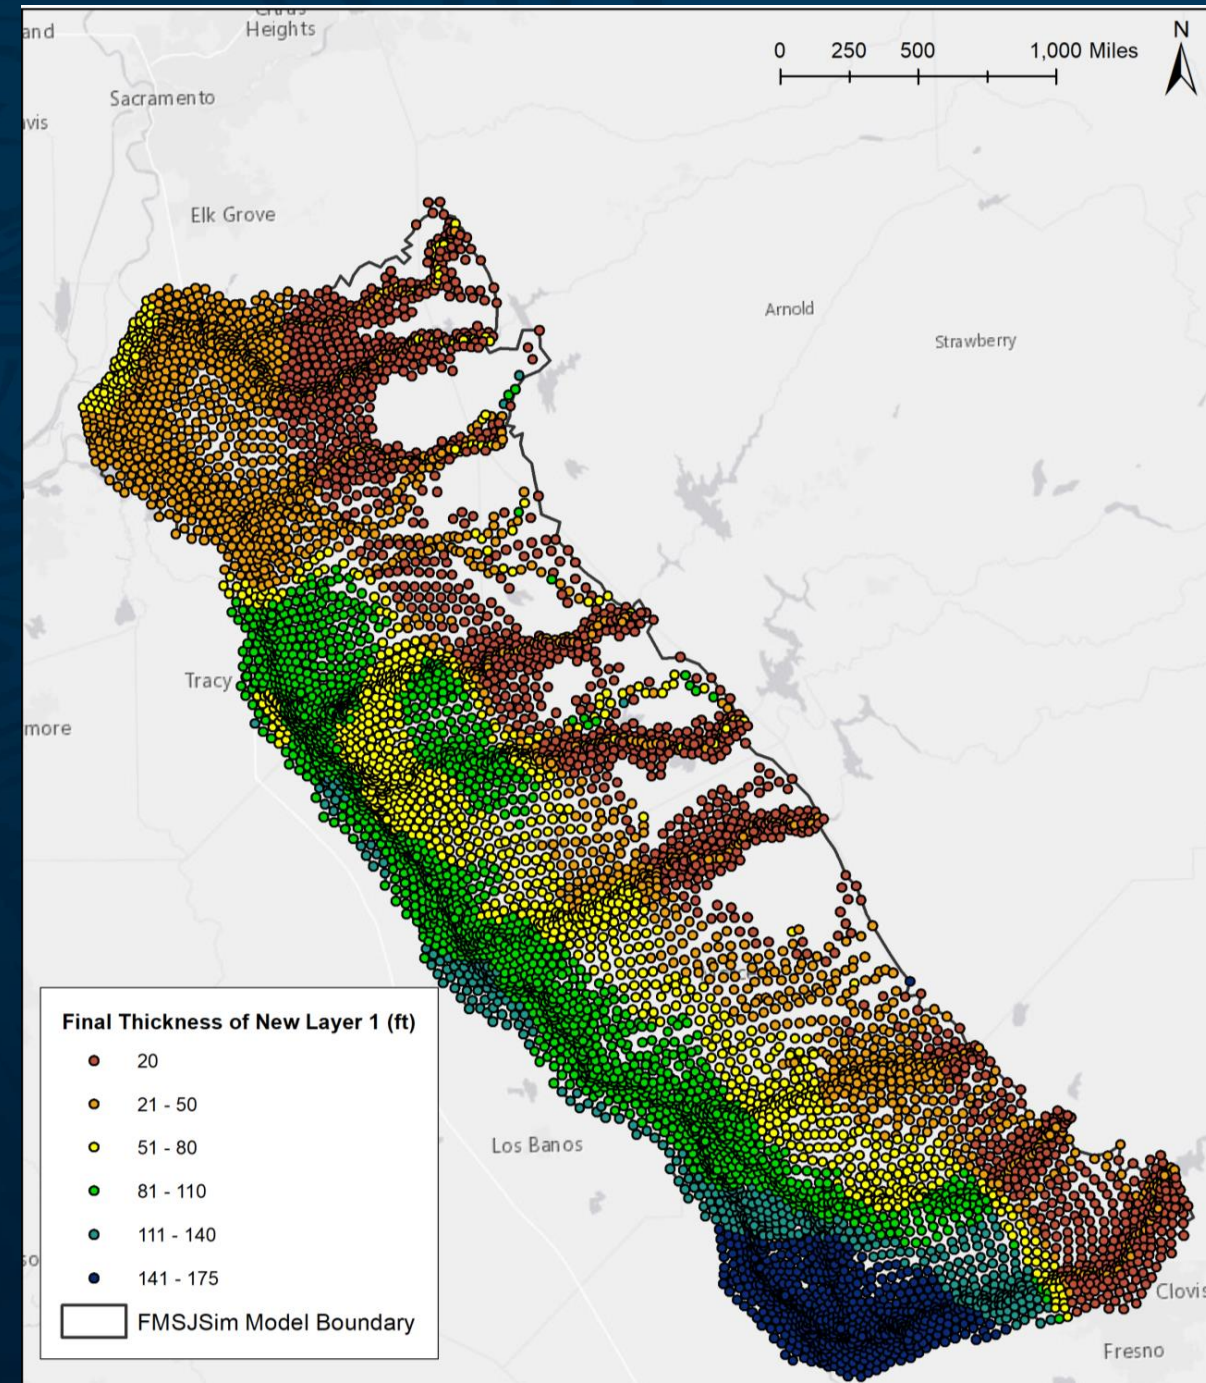 Heights
and
0 250 500 1,000 Miles
N
Sacramento
vis
Elk Grove
Arnold
Strawberry
Tracy
more
Final Thickness of New Layer 1 (ft)
20
21 - 50
51 - 80
81 - 110
111 - 140
141 - 175
FMSJSim Model Boundary
Los Banos
so
Clovis
Fresno